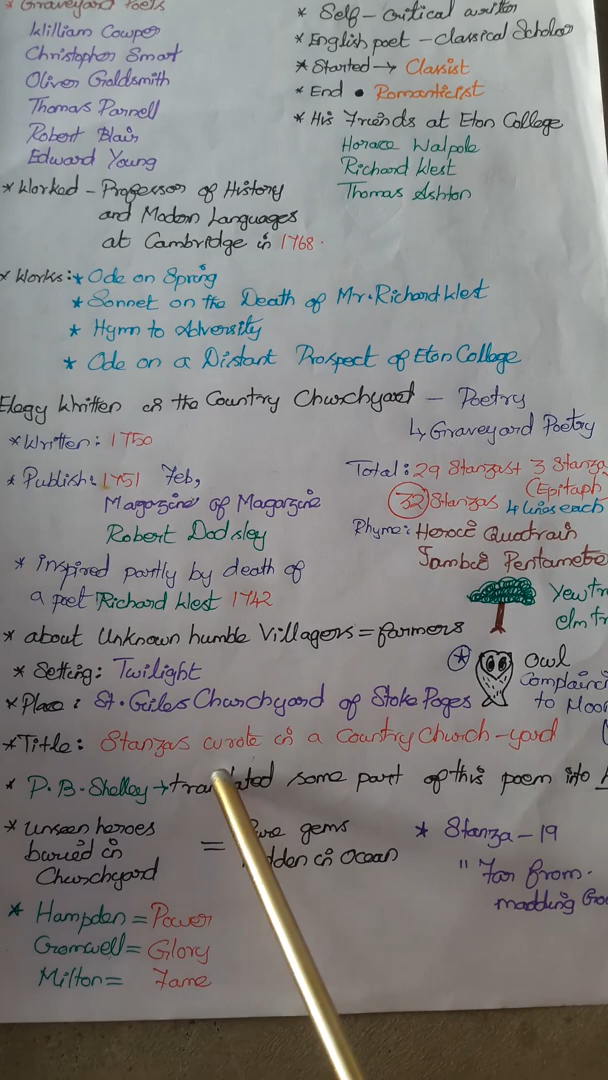 * Graveyard Poets
William Cowper
Christopher Smart
Oliver Goldsmith
Thomas Parnell
Robert Blair
Edward Young
* Worked - Professor of History
and Modern Languages
at Cambridge in 1768.
* Self-critical writer
* English poet - classical Scholar
* Started → Classist
* End • Romanticist
* His Friends at Eton College
Horace Walpole
Richard West
Thomas Ashton
* Works: * Ode on Spring
* Sonnet on the Death of Mr. Richard West
* Hymn to Adversity
* Ode on a Distant Prospect of Eton College
Elegy Written in the Country Churchyard - Poetry
↳ Graveyard Poetry
* Written: 1750
* Publish: 1751 Feb,
Magazine of Magazine
Robert Dodsley
* inspired partly by death of
a poet Richard West 1742
Total: 29 Stanzas + 3 Stanza
(Epitaph
32 Stanzas 4 lines each
Rhyme: Heroic Quatrain
Iambic Pentamete
Yew tr
elm tr
* about Unknown humble Villagers = farmers
* Setting: Twilight
* Owl
Complaind
to Moon
* Place: St. Giles Churchyard of Stoke Poges
* Title: Stanzas wrote in a Country Church-yard
* P.B. Shelley → translated some part of this poem into
* unseen heroes
buried in
Churchyard
= gems
in Ocean
* Stanza - 19
" Far from
madding
* Hampden = Power
Cromwell = Glory
Milton = Fame